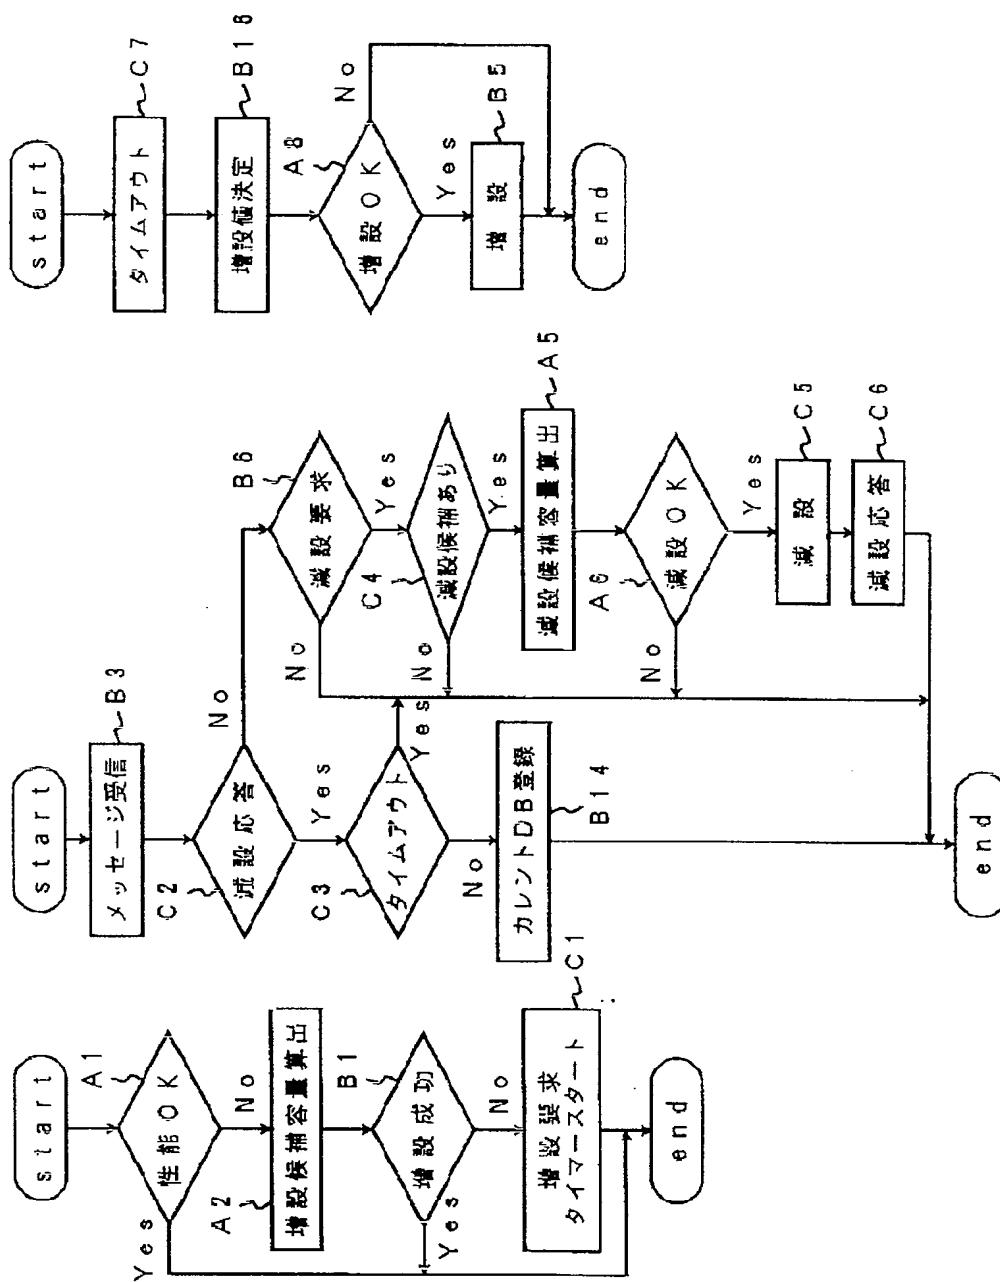 start
性能OK
A1
Yes
No
増設候補容量算出
A2
増設成功
B1
Yes
No
増設要求
タイマースタート
C1
end
start
メッセージ受信
B3
減設応答
C2
No
Yes
タイムアウト
C3
Yes
No
カレントDB登録
B14
減設要求
B6
No
Yes
減設候補あり
C4
No
Yes
減設候補容量算出
A5
減設OK
A6
No
Yes
減設
C5
減設応答
C6
end
start
タイムアウト
C7
増設値決定
B16
増設OK
A8
No
Yes
増設
B5
end